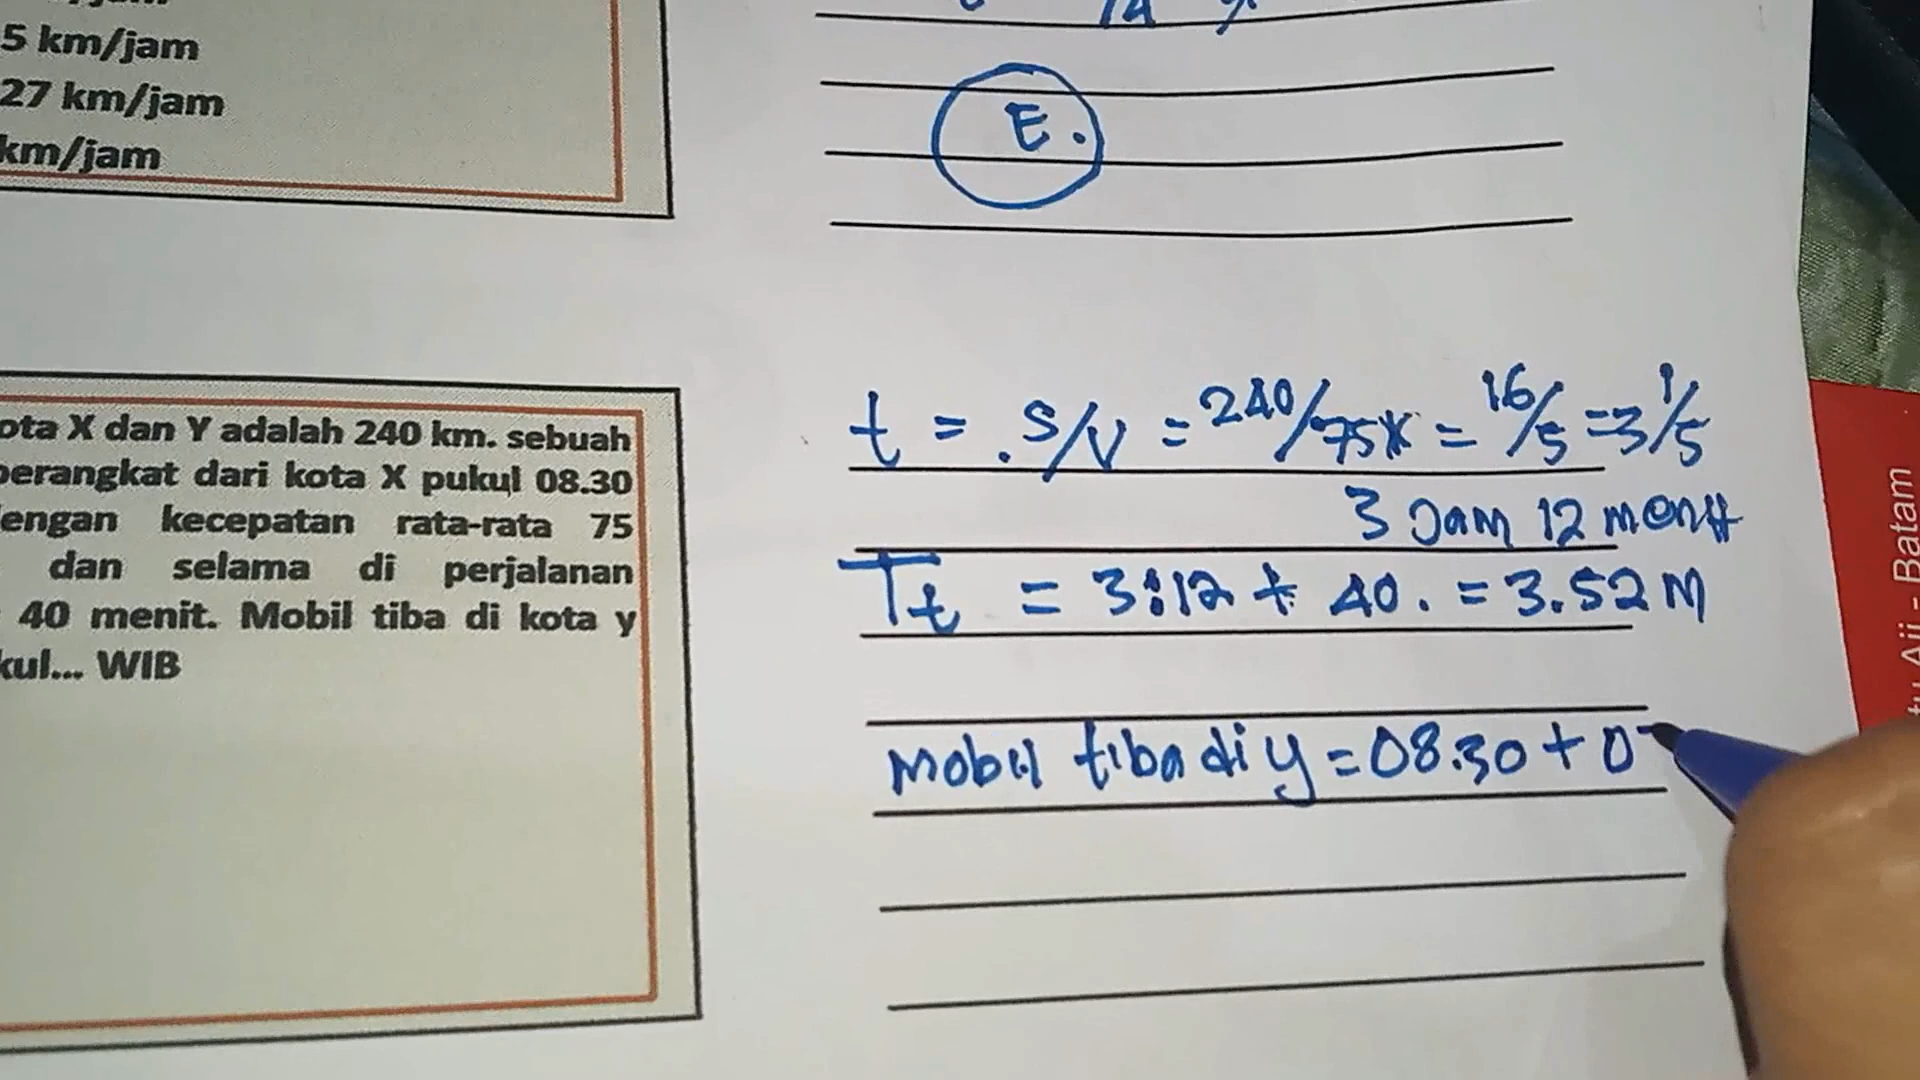 5 km/jam
27 km/jam
km/jam
E.
ota X dan Y adalah 240 km. sebuah
berangkat dari kota X pukul 08.30
engan kecepatan rata-rata 75
dan selama di perjalanan
40 menit. Mobil tiba di kota y
kul... WIB
t = . s/v = 240/75 = 16/5 = 3 1/5
3 Jam 12 menit
Tt = 3:12 + 40. = 3.52 M
Mobil tiba di y = 08.30 + 0
Aji - Batam